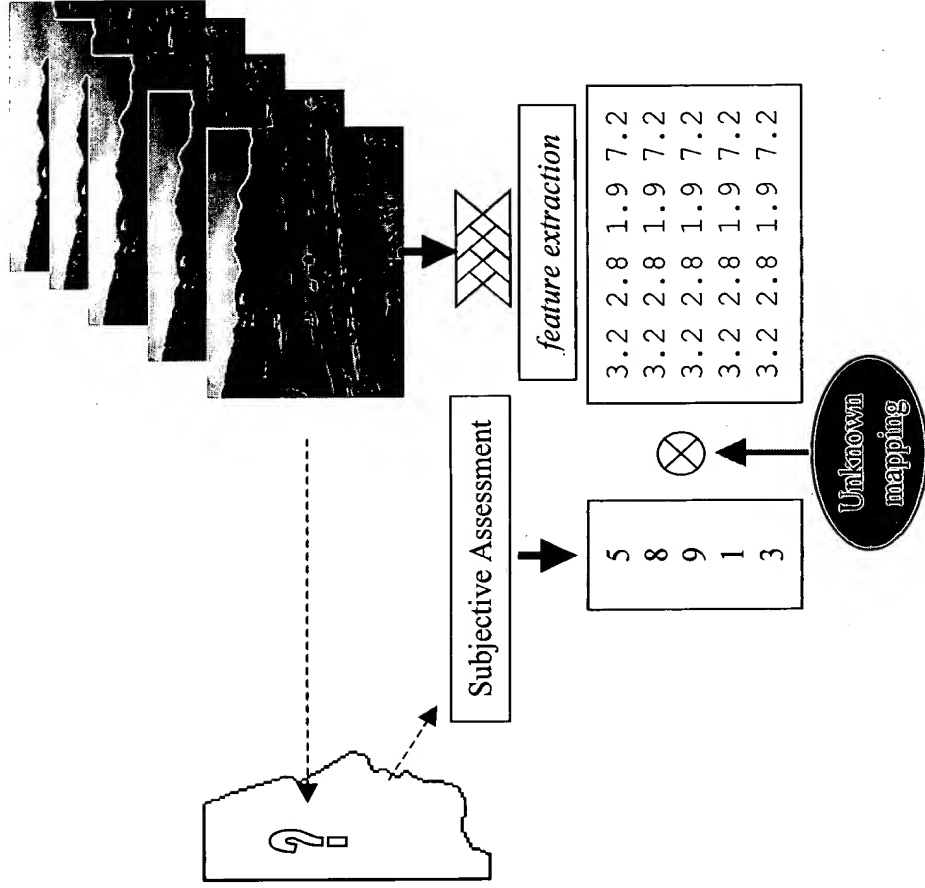 ?
Subjective Assessment
feature extraction
5
8
9
1
3
3.2 2.8 1.9 7.2
3.2 2.8 1.9 7.2
3.2 2.8 1.9 7.2
3.2 2.8 1.9 7.2
3.2 2.8 1.9 7.2
Unknown
mapping